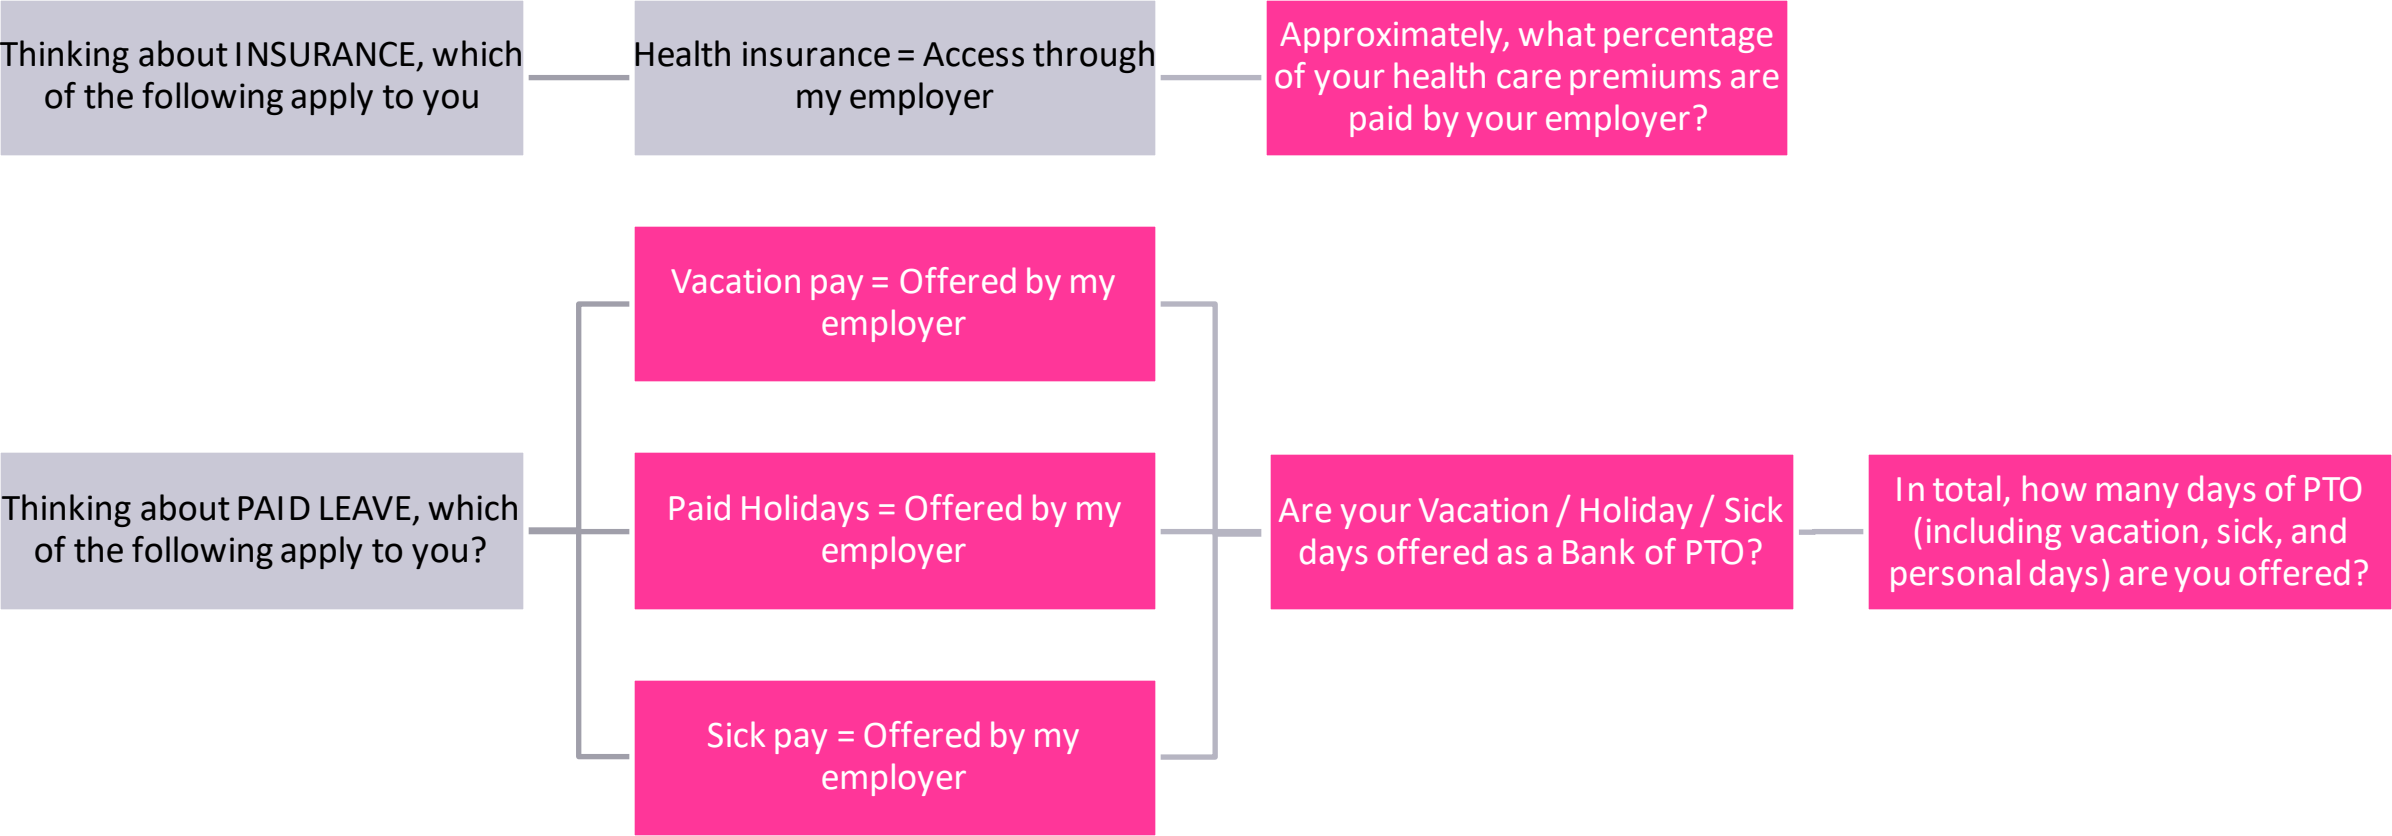 Thinking about INSURANCE, which
of the following apply to you
Health insurance = Access through
my employer
Approximately, what percentage
of your health care premiums are
paid by your employer?
Vacation pay = Offered by my
employer
Thinking about PAID LEAVE, which
of the following apply to you?
Paid Holidays = Offered by my
employer
Sick pay = Offered by my
employer
Are your Vacation / Holiday / Sick
days offered as a Bank of PTO?
In total, how many days of PTO
(including vacation, sick, and
personal days) are you offered?